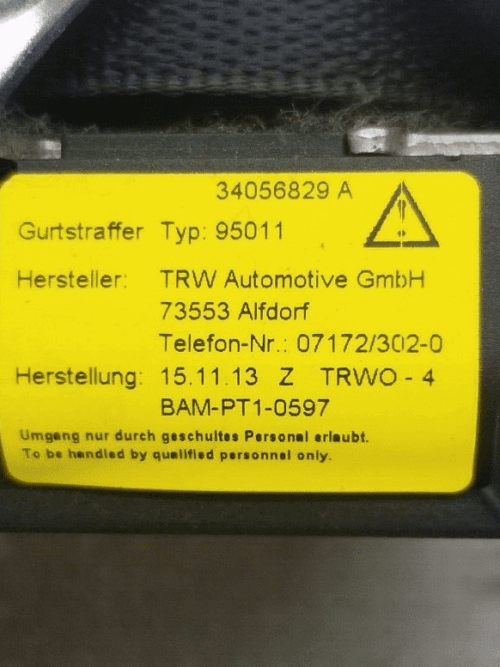 34056829 A
Gurtstraffer Typ: 95011
Hersteller: TRW Automotive GmbH
73553 Alfdorf
Telefon-Nr.: 07172/302-0
Herstellung: 15.11.13 Z TRWO - 4
BAM-PT1-0597
Umgang nur durch geschultes Personal erlaubt.
To be handled by qualified personnel only.